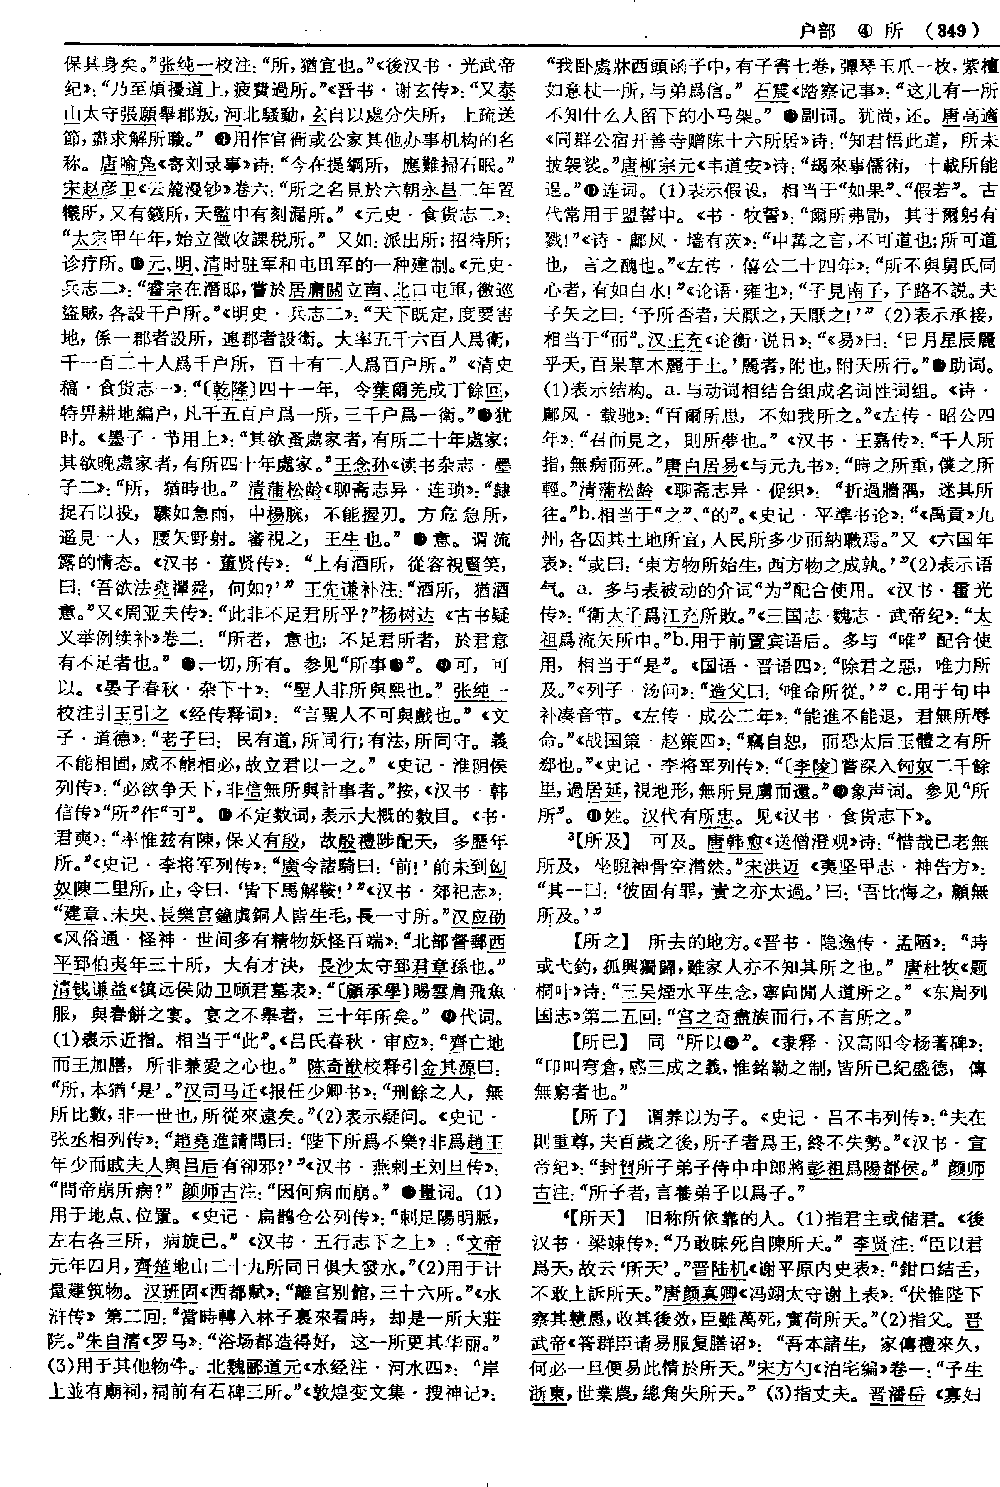 户部 ④ 所 （349）
保其身矣。”张纯一校注：“所，猶宜也。”《後汉书·光武帝
纪》：“乃至煩擾道上，疲費過所。”《晋书·谢玄传》：“又泰
山太守張願舉郡叛，河北騷動，玄自以處分失所，上疏送
節，盡求解所職。” 用作官衙或公家其他办事机构的名
称。唐喻凫《寄刘录事》诗：“今在提綱所，應難掃石眠。”
宋赵彦卫《云麓漫钞》卷六：“所之名見於六朝永昌二年置
欑所，又有錢所，天監中有刻漏所。”《元史·食货志二》：
“太宗甲午年，始立徵收課税所。”又如：派出所；招待所；
诊疗所。元、明、清时驻军和屯田军的一种建制。《元史·
兵志二》：“睿宗在潛邸，嘗於居庸關立南、北口屯軍，徼巡
盜賊，各設千户所。”《明史·兵志二》：“天下既定，度要害
地，係一郡者設所，連郡者設衛。大率五千六百人爲衛，
千一百二十人爲千户所，百十有二人爲百户所。”《清史
稿·食货志一》：“〔乾隆〕四十一年，令葉爾羌成丁餘回，
特畀耕地編户，凡千五百户爲一所，三千户爲一衛。”犹
时。《墨子·节用上》：“其欲蚤處家者，有所二十年處家；
其欲晚處家者，有所四十年處家。”王念孙《读书杂志·墨
子二》：“所，猶時也。”清蒲松龄《聊斋志异·连琐》：“隸
捉石以投，驟如急雨，中楊腕，不能握刃。方危急所，
遥見一人，腰矢野射。審視之，王生也。” 意。谓流
露的情态。《汉书·董贤传》：“上有酒所，從容視賢笑，
曰：‘吾欲法堯禪舜，何如？’”王先谦补注：“酒所，猶酒
意。”又《周亚夫传》：“此非不足君所乎？”杨树达《古书疑
义举例续补》卷二：“所者，意也；不足君所者，於君意
有不足者也。” 一切，所有。参见“所事”。可，可
以。《晏子春秋·杂下十》：“聖人非所與熙也。”张纯一
校注引王引之《经传释词》：“言聖人不可與戲也。”《文
子·道德》：“老子曰：民有道，所同行；有法，所同守。義
不能相固，威不能相必，故立君以一之。”《史记·淮阴侯
列传》：“必欲争天下，非信無所與計事者。”按，《汉书·韩
信传》“所”作“可”。不定数词，表示大概的数目。《书·
君奭》：“率惟兹有陳，保乂有殷，故殷禮陟配天，多歷年
所。”《史记·李将军列传》：“廣令諸騎曰：‘前！’前未到匈
奴陳二里所，止，令曰：‘皆下馬解鞍！’”《汉书·郊祀志》：
“建章、未央、長樂宫鐘虡銅人皆生毛，長一寸所。”汉应劭
《风俗通·怪神·世间多有精物妖怪百端》：“北部督郵西
平郅伯夷年三十所，大有才决，長沙太守郅君章孫也。”
清钱谦益《镇远侯勋卫顾君墓表》：“〔顧承學〕賜雲肩飛魚
服，與春餅之宴。宴之不舉者，三十年所矣。” 代词。
(1)表示近指。相当于“此”。《吕氏春秋·审应》：“齊亡地
而王加膳，所非兼愛之心也。”陈奇猷校释引金其源曰：
“所，本猶‘是’。”汉司马迁《报任少卿书》：“刑餘之人，無
所比數，非一世也，所從來遠矣。”(2)表示疑问。《史记·
张丞相列传》：“趙堯進請問曰：‘陛下所爲不樂？非爲趙王
年少而戚夫人與吕后有卻邪？’”《汉书·燕剌王刘旦传》：
“問帝崩所病？”颜师古注：“因何病而崩。” 量词。(1)
用于地点、位置。《史记·扁鹊仓公列传》：“刺足陽明脈，
左右各三所，病旋已。”《汉书·五行志下之上》：“文帝
元年四月，齊楚地山二十九所同日俱大發水。”(2)用于计
量建筑物。汉班固《西都赋》：“離宫别館，三十六所。”《水
浒传》第二回：“當時轉入林子裏來看時，却是一所大莊
院。”朱自清《罗马》：“浴场都造得好，这一所更其华丽。”
(3)用于其他物件。北魏郦道元《水经注·河水四》：“岸
上並有廟祠，祠前有石碑三所。”《敦煌变文集·搜神记》：
“我卧處牀西頭函子中，有子書七卷，彈琴玉爪一枚，紫檀
如意杖一所，与弟爲信。”石宸《踏察记事》：“这儿有一所
不知什么人留下的小马架。” 副词。犹尚，还。唐高適
《同群公宿开善寺赠陈十六所居》诗：“知君悟此道，所未
披袈裟。”唐柳宗元《韦道安》诗：“朅來事儒術，十載所能
逞。”连词。(1)表示假设，相当于“如果”、“假若”。古
代常用于盟誓中。《书·牧誓》：“爾所弗勖，其于爾躬有
戮！”《诗·鄘风·墙有茨》：“中冓之言，不可道也；所可道
也，言之醜也。”《左传·僖公二十四年》：“所不與舅氏同
心者，有如白水！”《论语·雍也》：“子見南子，子路不説。夫
子矢之曰：‘予所否者，天厭之，天厭之！’”(2)表示承接，
相当于“而”。汉王充《论衡·说日》：“《易》曰：‘日月星辰麗
乎天，百果草木麗于土。’麗者，附也，附天所行。”助词。
(1)表示结构。a.与动词相结合组成名词性词组。《诗·
鄘风·载驰》：“百爾所思，不如我所之。”《左传·昭公四
年》：“召而見之，則所夢也。”《汉书·王嘉传》：“千人所
指，無病而死。”唐白居易《与元九书》：“時之所重，僕之所
輕。”清蒲松龄《聊斋志异·促织》：“折過牆隅，迷其所
往。”b.相当于“之”、“的”。《史记·平準书论》：“《禹貢》九
州，各因其土地所宜，人民所多少而納職焉。”又《六国年
表》：“或曰：‘東方物所始生，西方物之成孰。’”(2)表示语
气。a.多与表被动的介词“为”配合使用。《汉书·霍光
传》：“衛太子爲江充所敗。”《三国志·魏志·武帝纪》：“太
祖爲流矢所中。”b.用于前置宾语后。多与“唯”配合使
用，相当于“是”。《国语·晋语四》：“除君之惡，唯力所
及。”《列子·汤问》：“造父曰：‘唯命所從。’”c.用于句中
补凑音节。《左传·成公二年》：“能進不能退，君無所辱
命。”《战国策·赵策四》：“竊自恕，而恐太后玉體之有所
郄也。”《史记·李将军列传》：“〔李陵〕嘗深入匈奴二千餘
里，過居延，視地形，無所見虜而還。”象声词。参见“所
所”。姓。汉代有所忠。见《汉书·食货志下》。
³【所及】 可及。唐韩愈《送僧澄观》诗：“惜哉已老無
所及，坐睨神骨空潸然。”宋洪迈《夷坚甲志·神告方》：
“其一曰：‘彼固有罪，責之亦太過。’曰：‘吾比悔之，顧無
所及。’”
【所之】 所去的地方。《晋书·隐逸传·孟陋》：“時
或弋釣，孤興獨歸，雖家人亦不知其所之也。”唐杜牧《题
桐叶》诗：“三吴煙水平生念，寧向閒人道所之。”《东周列
国志》第二五回：“宫之奇盡族而行，不言所之。”
【所已】 同“所以”。《隶释·汉高阳令杨著碑》：
“卬叫穹倉，感三成之義，惟銘勒之制，皆所已紀盛德，傳
無窮者也。”
【所子】 谓养以为子。《史记·吕不韦列传》：“夫在
則重尊，夫百歲之後，所子者爲王，終不失勢。”《汉书·宣
帝纪》：“封賀所子弟子侍中中郎將彭祖爲陽都侯。”颜师
古注：“所子者，言養弟子以爲子。”
⁴【所天】 旧称所依靠的人。(1)指君主或储君。《後
汉书·梁竦传》：“乃敢昧死自陳所天。”李贤注：“臣以君
爲天，故云‘所天’。”晋陆机《谢平原内史表》：“鉗口結舌，
不敢上訴所天。”唐颜真卿《冯翊太守谢上表》：“伏惟陛下
察其戇愚，收其後效，臣雖萬死，實荷所天。”(2)指父。晋
武帝《答群臣请易服复膳诏》：“吾本諸生，家傳禮來久，
何必一旦便易此情於所天。”宋方勺《泊宅编》卷一：“予生
浙東，世業農，總角失所天。”(3)指丈夫。晋潘岳《寡妇